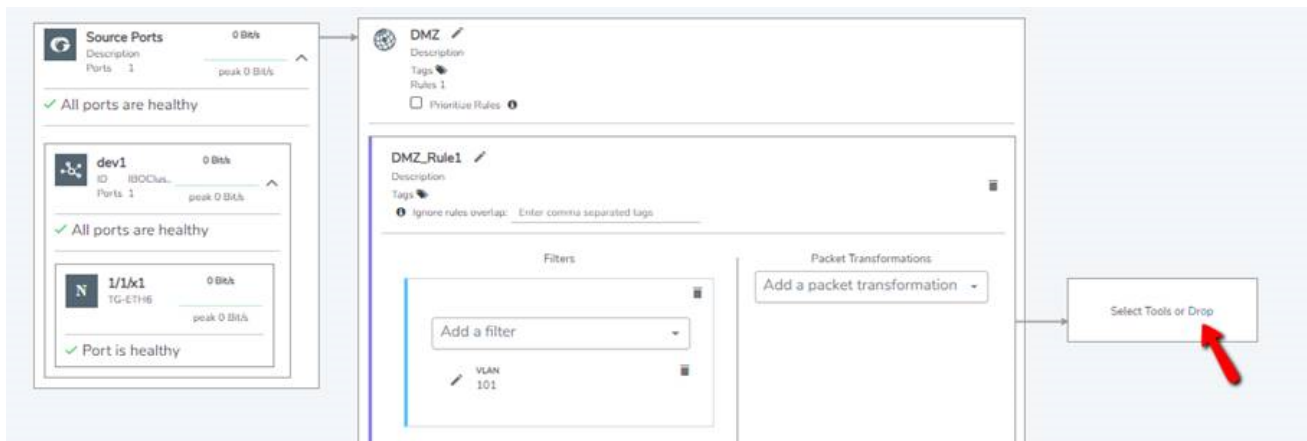 Source Ports
0 Bit/s
Description
Ports 1
peak 0 Bit/s
All ports are healthy
dev1
0 Bit/s
ID IBOClus..
Ports 1
peak 0 Bit/s
All ports are healthy
N
1/1/x1
0 Bit/s
TG-ETH6
peak 0 Bit/s
Port is healthy
DMZ
Description
Tags
Rules 1
Prioritize Rules
DMZ_Rule1
Description
Tags
Ignore rules overlap: Enter comma separated tags
Filters
Add a filter
VLAN
101
Packet Transformations
Add a packet transformation
Select Tools or Drop